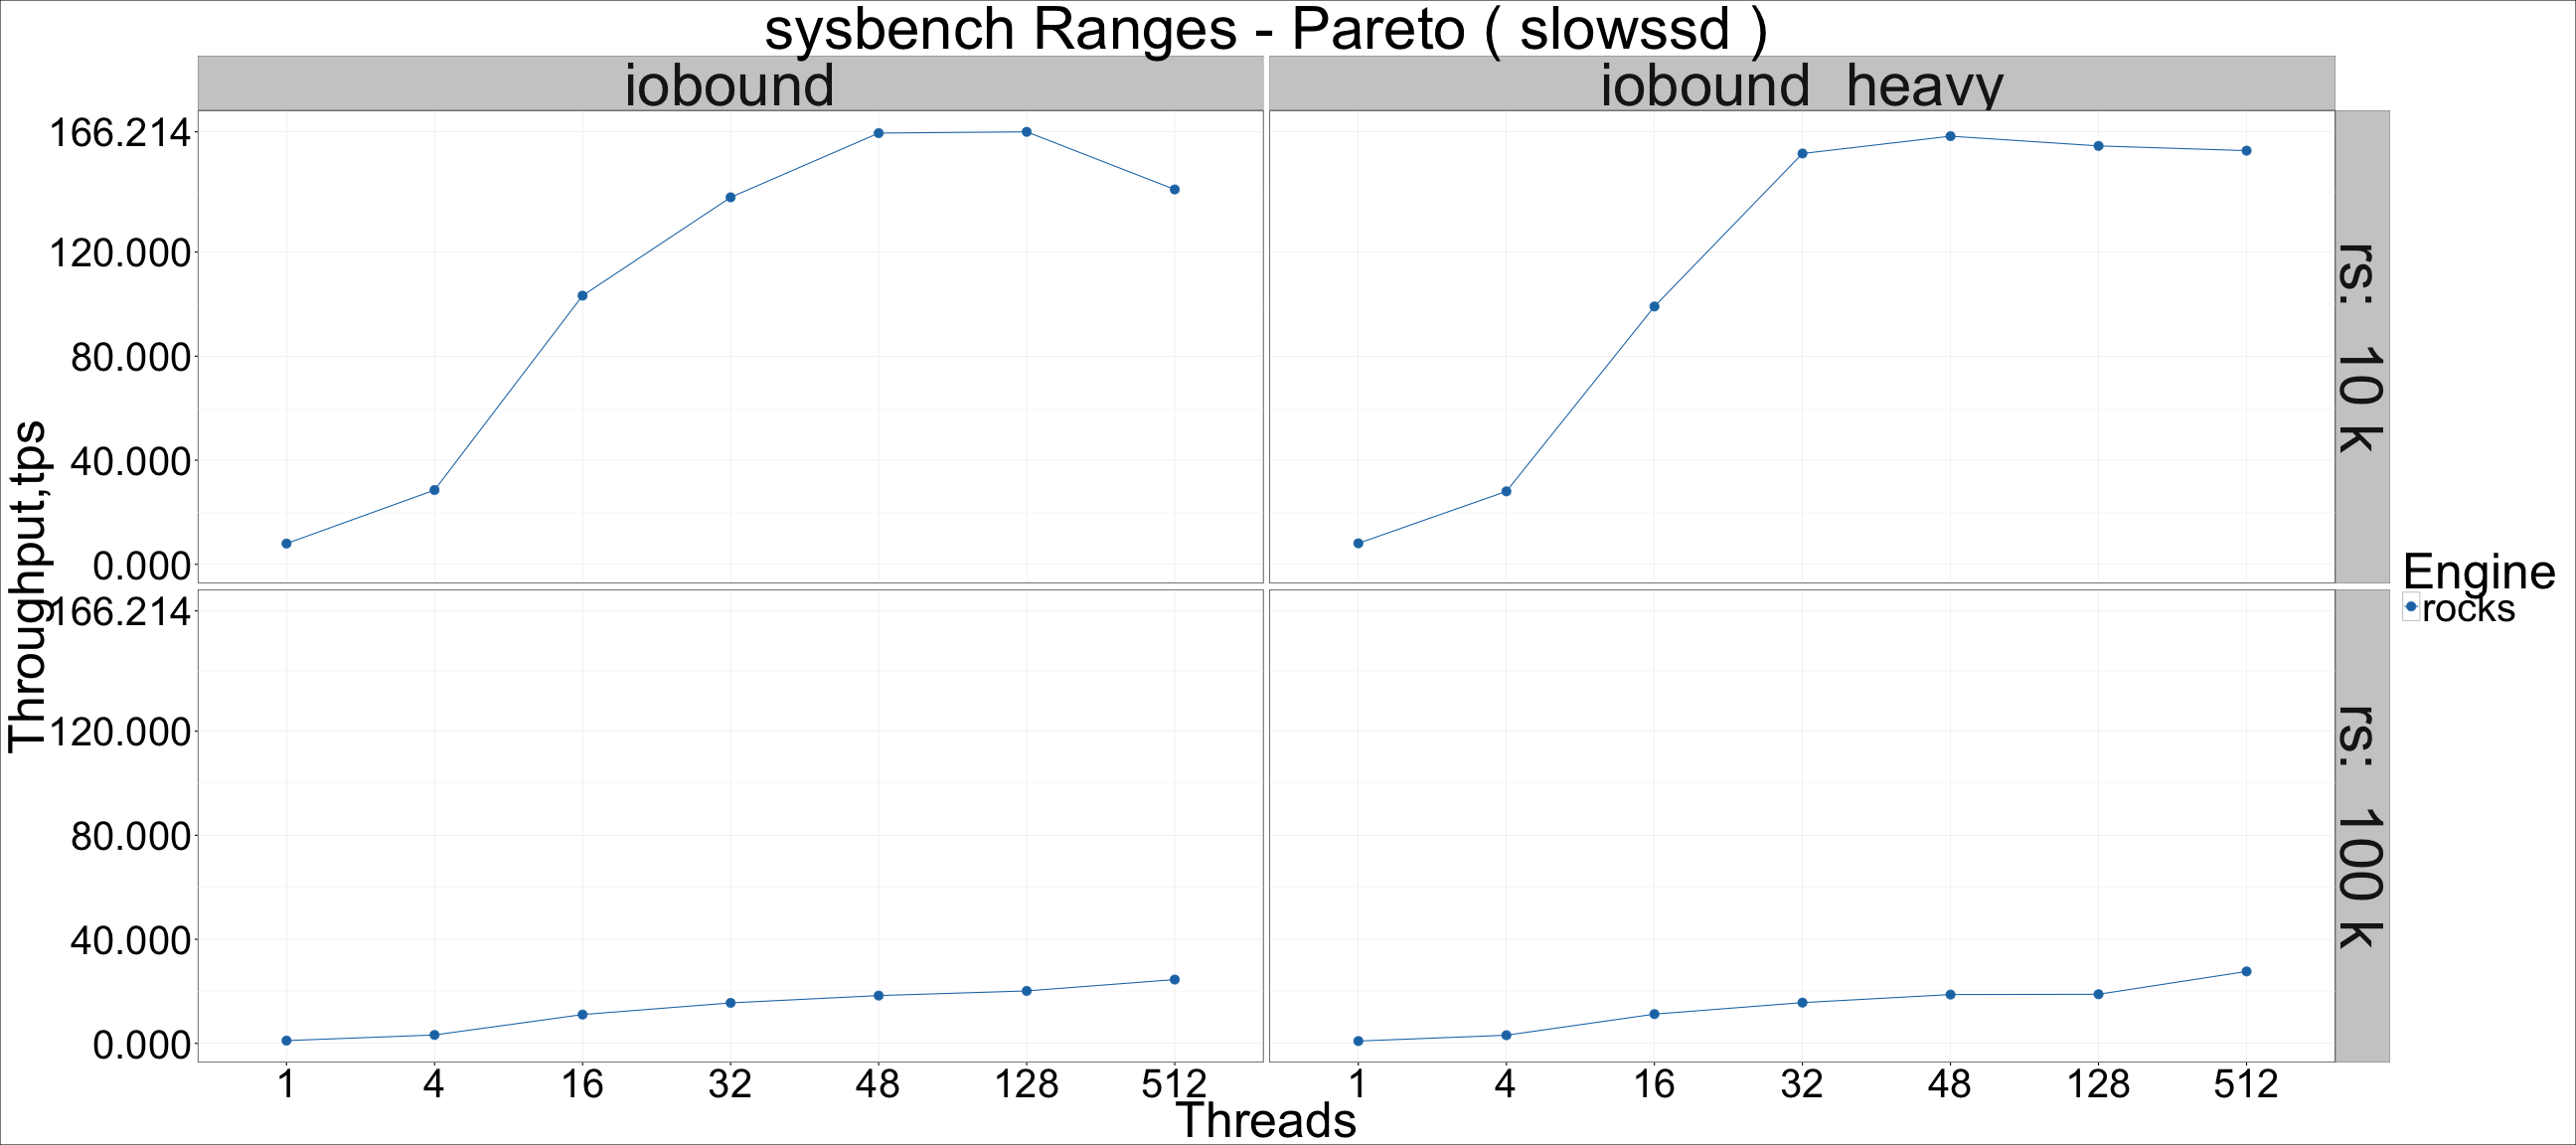 sysbench Ranges - Pareto ( slowssd )
iobound
iobound heavy
166.214
120.000
80.000
40.000
0.000
rs: 10 k
166.214
120.000
80.000
40.000
0.000
rs: 100 k
Throughput,tps
1 4 16 32 48 128 512
1 4 16 32 48 128 512
Threads
Engine
rocks